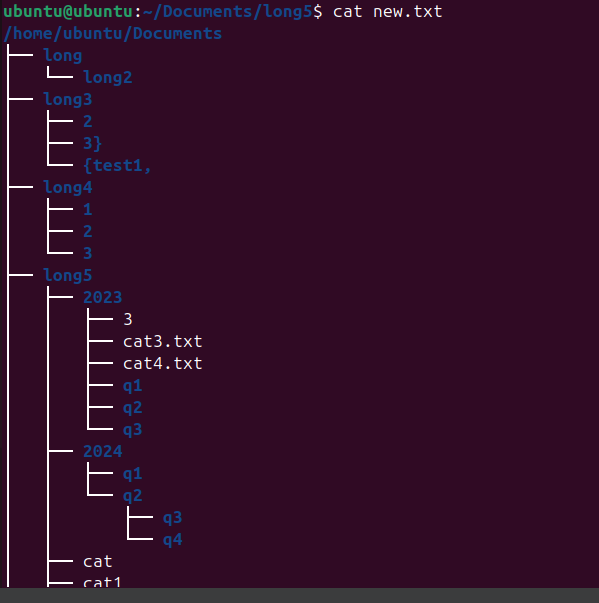 ubuntu@ubuntu:~/Documents/long5$ cat new.txt
/home/ubuntu/Documents
├── long
│   └── long2
├── long3
│   ├── 2
│   ├── 3}
│   └── {test1,
├── long4
│   ├── 1
│   ├── 2
│   └── 3
├── long5
│   ├── 2023
│   │   ├── 3
│   │   ├── cat3.txt
│   │   ├── cat4.txt
│   │   ├── q1
│   │   ├── q2
│   │   └── q3
│   ├── 2024
│   │   ├── q1
│   │   └── q2
│   │       ├── q3
│   │       └── q4
│   ├── cat
│   ├── cat1